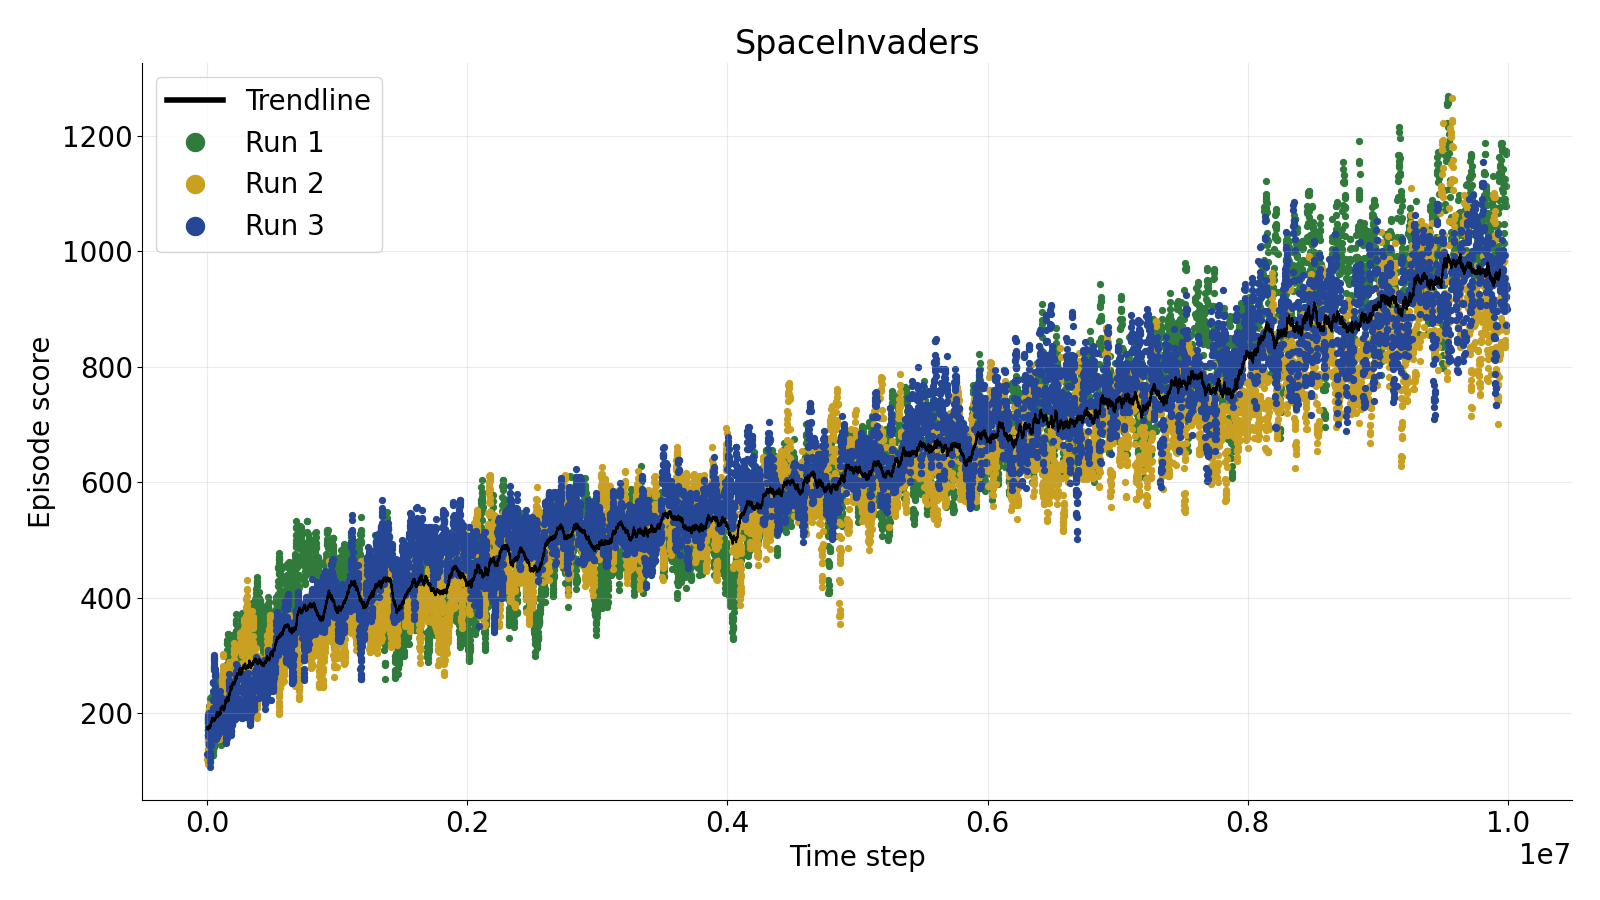 SpaceInvaders
Trendline
Run 1
Run 2
Run 3
1200
1000
800
600
400
200
Episode score
0.0 0.2 0.4 0.6 0.8 1.0
1e7
Time step